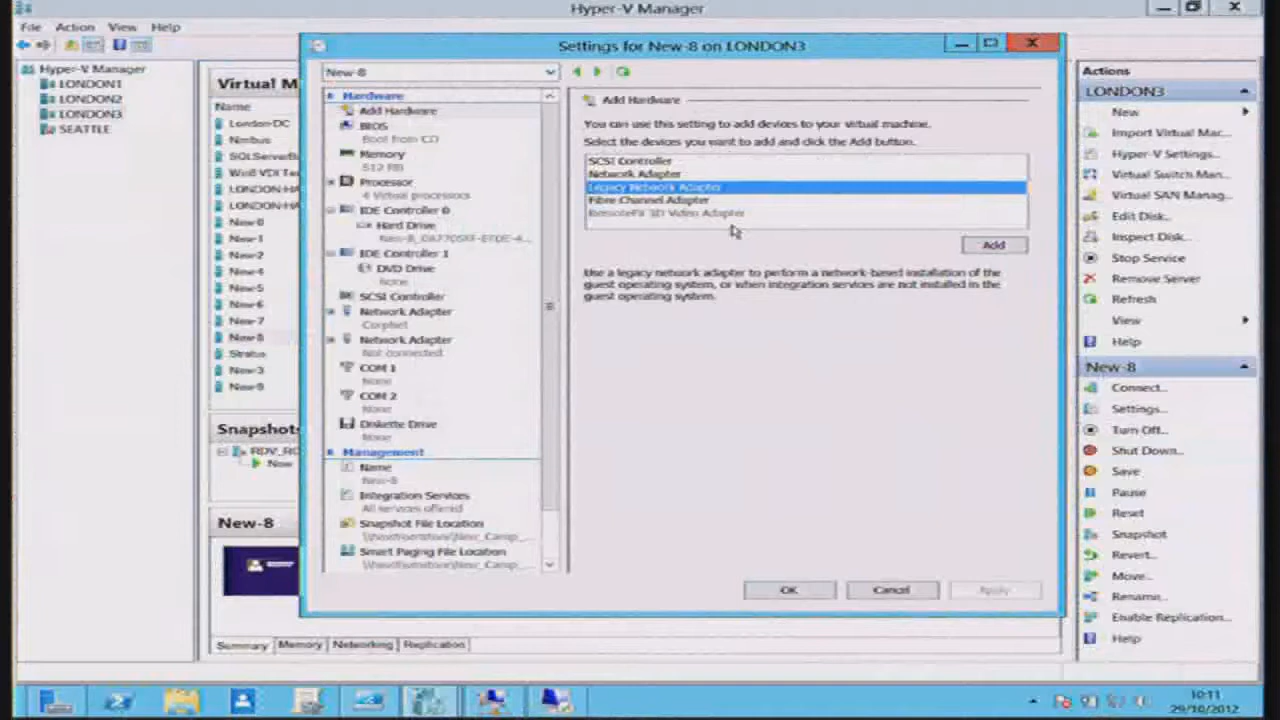 Hyper-V Manager
File Action View Help
Hyper-V Manager
LONDON1
LONDON2
LONDON3
SEATTLE
Virtual M
Name
London-DC
Nimbus
SQLServerB
Win8 VDI Te
LONDON-HA
LONDON-HA
New-0
New-1
New-2
New-4
New-5
New-6
New-7
New-8
Stratus
New-3
New-9
Snapshots
Now
New-8
Summary Memory Networking Replication
Settings for New-8 on LONDON3
New-8
Hardware
Add Hardware
BIOS
Boot from CD
Memory
512 MB
Processor
4 Virtual processors
IDE Controller 0
Hard Drive
IDE Controller 1
DVD Drive
None
SCSI Controller
Network Adapter
CorpNet
Network Adapter
Not connected
COM 1
None
COM 2
None
Diskette Drive
None
Management
Name
New-8
Integration Services
All services offered
Snapshot File Location
Smart Paging File Location
Add Hardware
You can use this setting to add devices to your virtual machine.
Select the devices you want to add and click the Add button.
SCSI Controller
Network Adapter
Legacy Network Adapter
Fibre Channel Adapter
RemoteFX 3D Video Adapter
Add
Use a legacy network adapter to perform a network-based installation of the
guest operating system, or when integration services are not installed in the
guest operating system.
OK Cancel Apply
Actions
LONDON3
New
Import Virtual Mac...
Hyper-V Settings...
Virtual Switch Man...
Virtual SAN Manag...
Edit Disk...
Inspect Disk...
Stop Service
Remove Server
Refresh
View
Help
New-8
Connect...
Settings...
Turn Off...
Shut Down...
Save
Pause
Reset
Snapshot
Revert...
Move...
Rename...
Enable Replication...
Help
10:11
29/10/2012